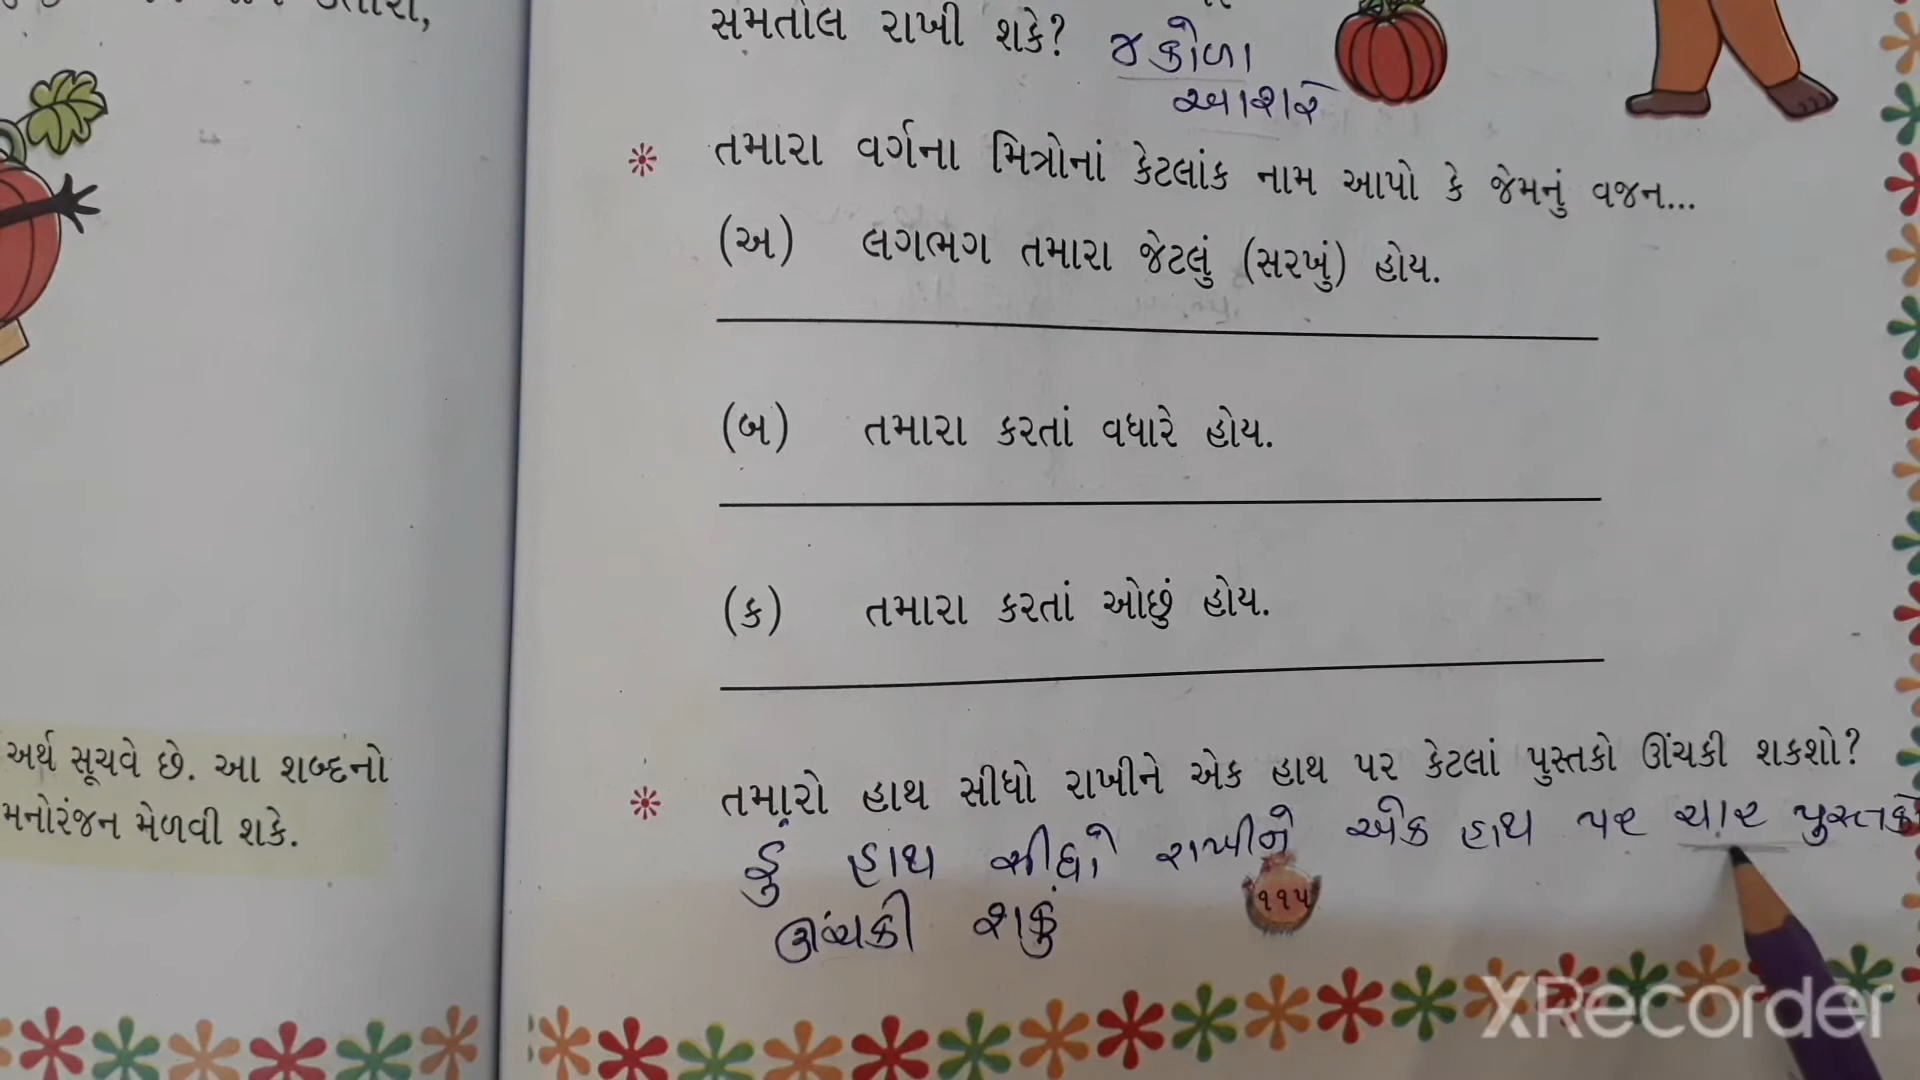 સમતોલ રાખી શકે? ૪ કોળા
આશરે
તમારા વર્ગના મિત્રોનાં કેટલાંક નામ આપો કે જેમનું વજન...
(અ) લગભગ તમારા જેટલું (સરખું) હોય.
(બ) તમારા કરતાં વધારે હોય.
(ક) તમારા કરતાં ઓછું હોય.
તમારો હાથ સીધો રાખીને એક હાથ પર કેટલાં પુસ્તકો ઊંચકી શકશો?
હું હાથ સીધો રાખીને એક હાથ પર ચાર પુસ્તકો
ઊંચકી શકું
૧૧૫
અર્થ સૂચવે છે. આ શબ્દનો
મનોરંજન મેળવી શકે.
XRecorder